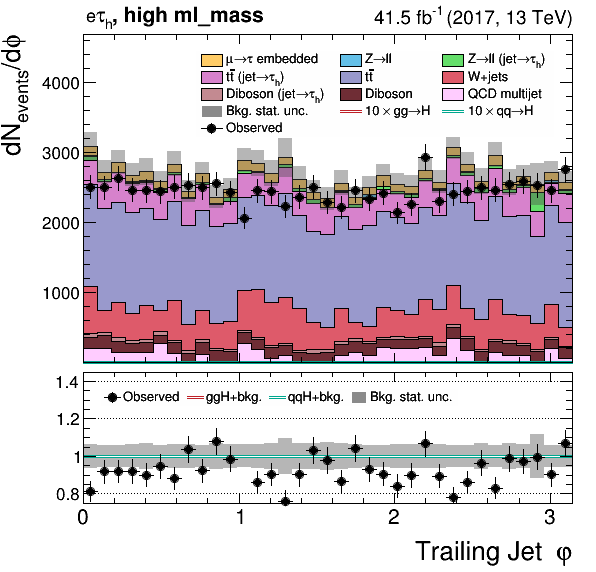 eτh, high ml_mass 41.5 fb⁻¹ (2017, 13 TeV)
dNevents/dφ
μ→τ embedded Z→ll Z→ll (jet→τh)
tt̄ (jet→τh) tt̄ W+jets
Diboson (jet→τh) Diboson QCD multijet
Bkg. stat. unc. 10 × gg→H 10 × qq→H
Observed
4000
3000
2000
1000
Observed ggH+bkg. qqH+bkg. Bkg. stat. unc.
1.4
1.2
1
0.8
0 1 2 3
Trailing Jet φ